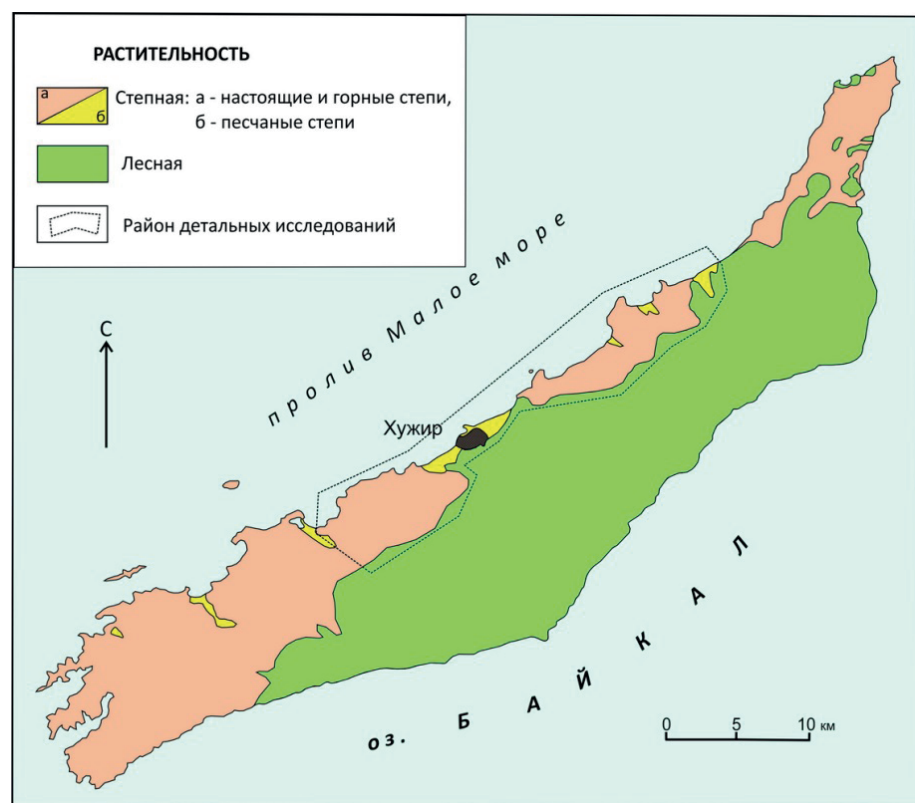 РАСТИТЕЛЬНОСТЬ
а
б
Степная: а - настоящие и горные степи,
б - песчаные степи
Лесная
Район детальных исследований
С
пролив Малое море
Хужир
оз. БАЙКАЛ
0 5 10 км